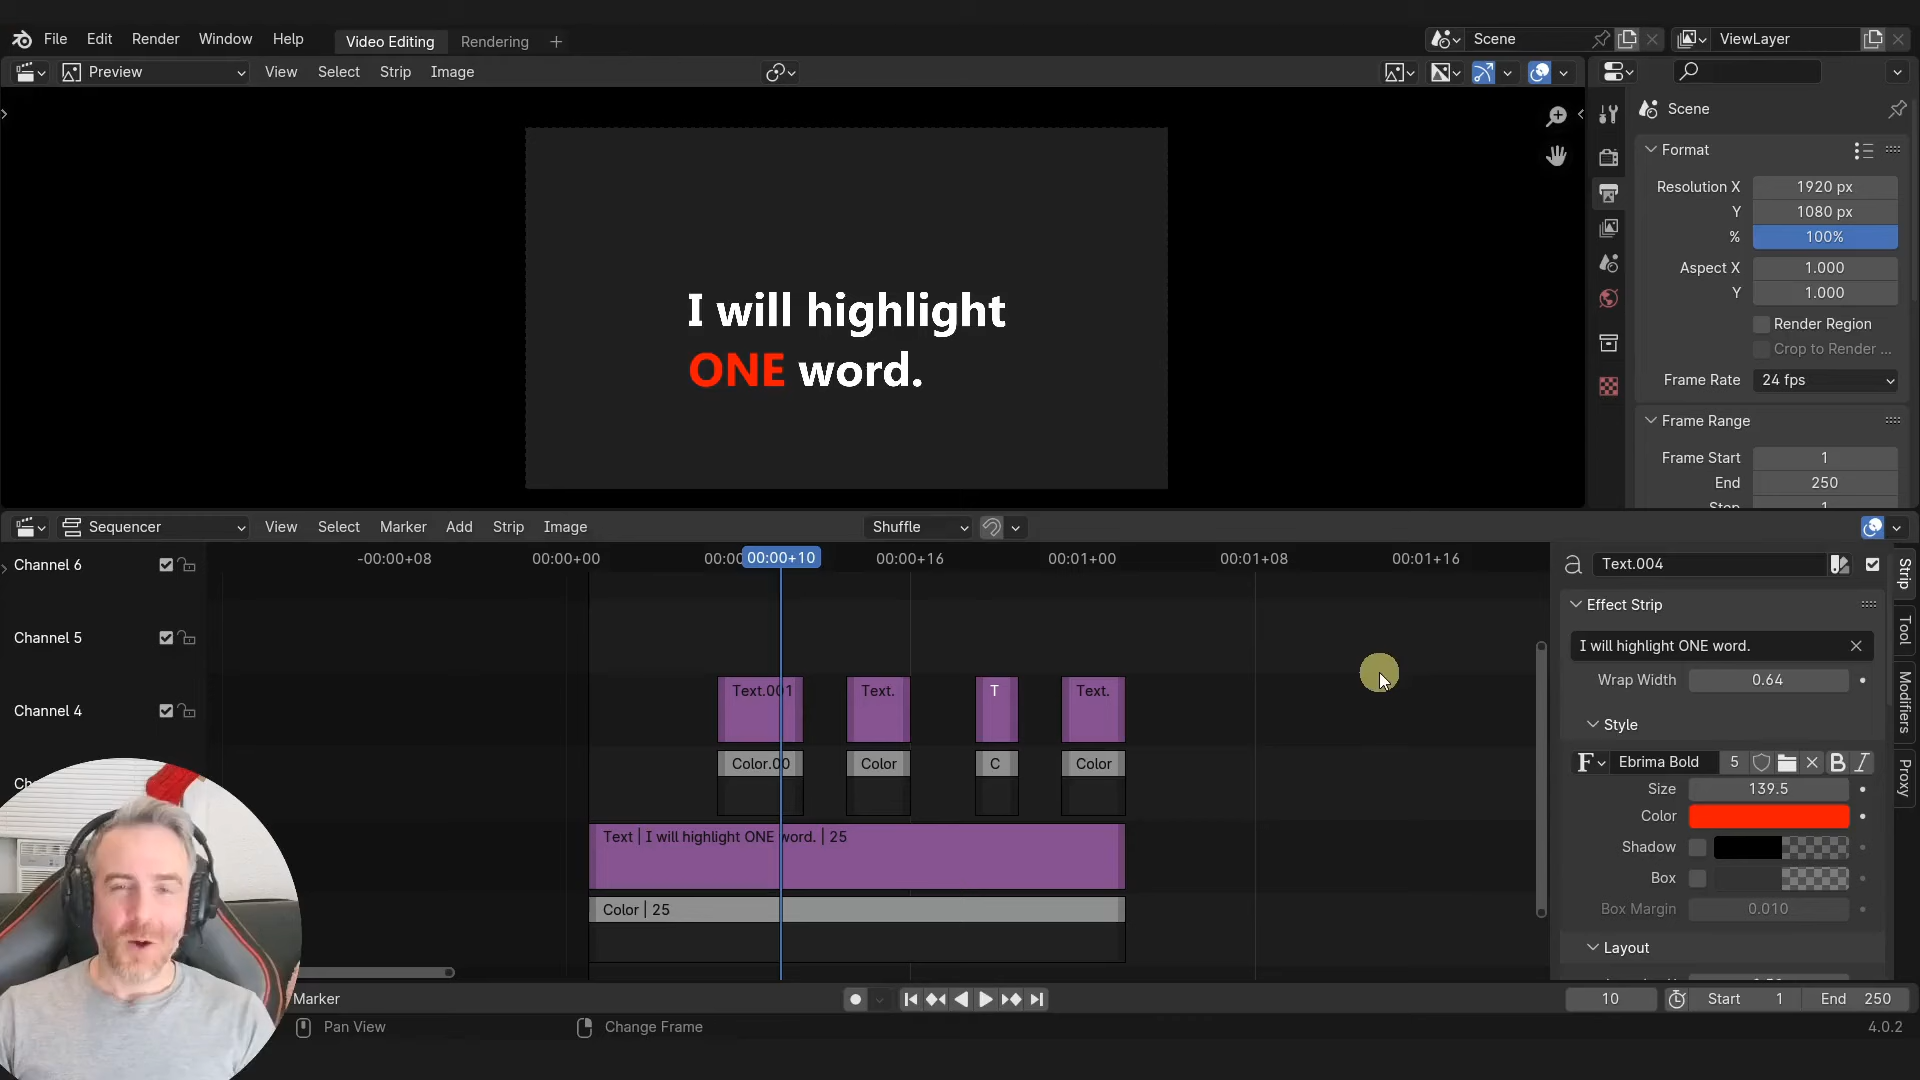 File Edit Render Window Help Video Editing Rendering Scene ViewLayer
Preview View Select Strip Image
Scene
Format
Resolution X 1920 px
Y 1080 px
% 100%
Aspect X 1.000
Y 1.000
Render Region
Crop to Render ...
Frame Rate 24 fps
Frame Range
Frame Start 1
End 250
I will highlight
ONE word.
Sequencer View Select Marker Add Strip Image Shuffle
-00:00+08 00:00+00 00:00+10 00:00+16 00:01+00 00:01+08 00:01+16
Channel 6
Channel 5
Channel 4
Text.001 Text. T Text.
Color.00 Color C Color
Text | I will highlight ONE word. | 25
Color | 25
Text.004
Effect Strip
I will highlight ONE word.
Wrap Width 0.64
Style
Ebrima Bold 5 B I
Size 139.5
Color
Shadow
Box
Box Margin 0.010
Layout
Strip
Tool
Modifiers
Proxy
Marker 10 Start 1 End 250
Pan View Change Frame 4.0.2